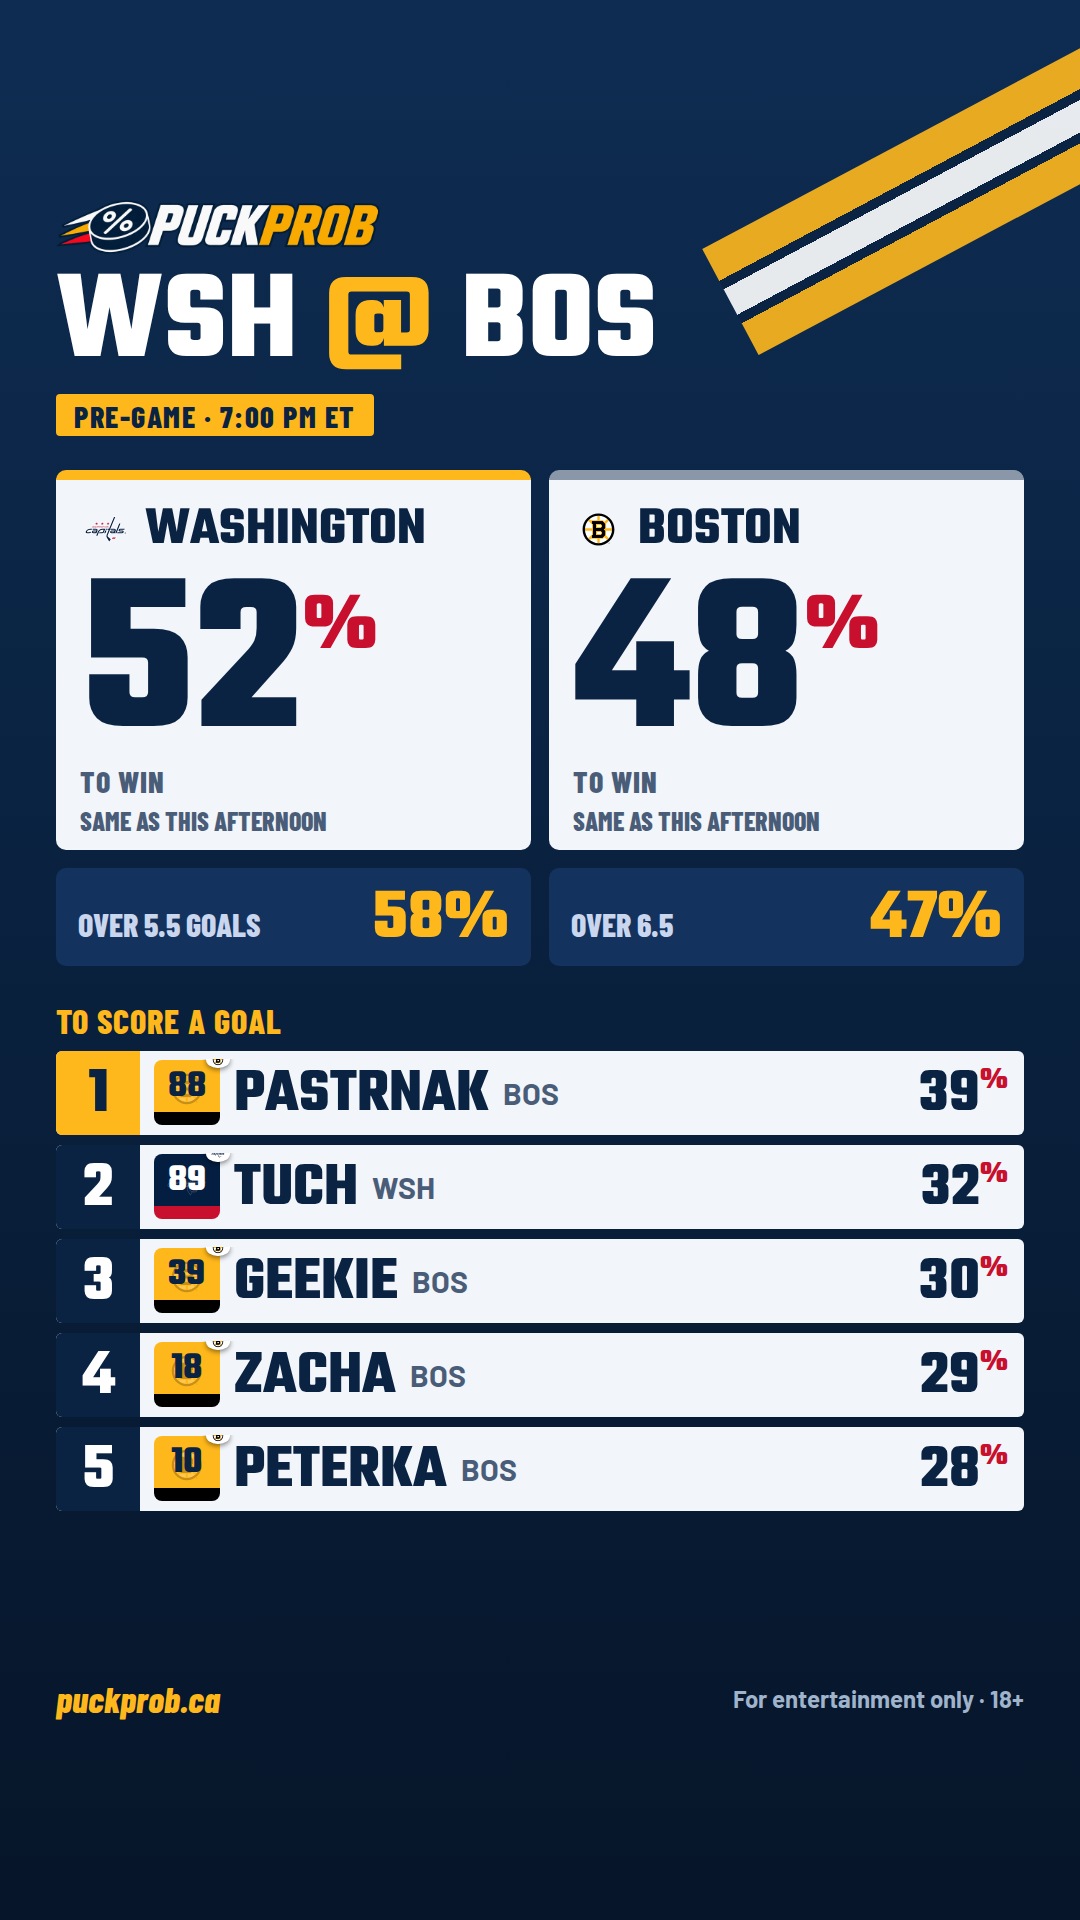 % PUCKPROB
WSH @ BOS
PRE-GAME · 7:00 PM ET
capitals WASHINGTON
52%
TO WIN
SAME AS THIS AFTERNOON
B BOSTON
48%
TO WIN
SAME AS THIS AFTERNOON
OVER 5.5 GOALS 58%
OVER 6.5 47%
TO SCORE A GOAL
1 88 PASTRNAK BOS 39%
2 89 TUCH WSH 32%
3 39 GEEKIE BOS 30%
4 18 ZACHA BOS 29%
5 10 PETERKA BOS 28%
puckprob.ca
For entertainment only · 18+